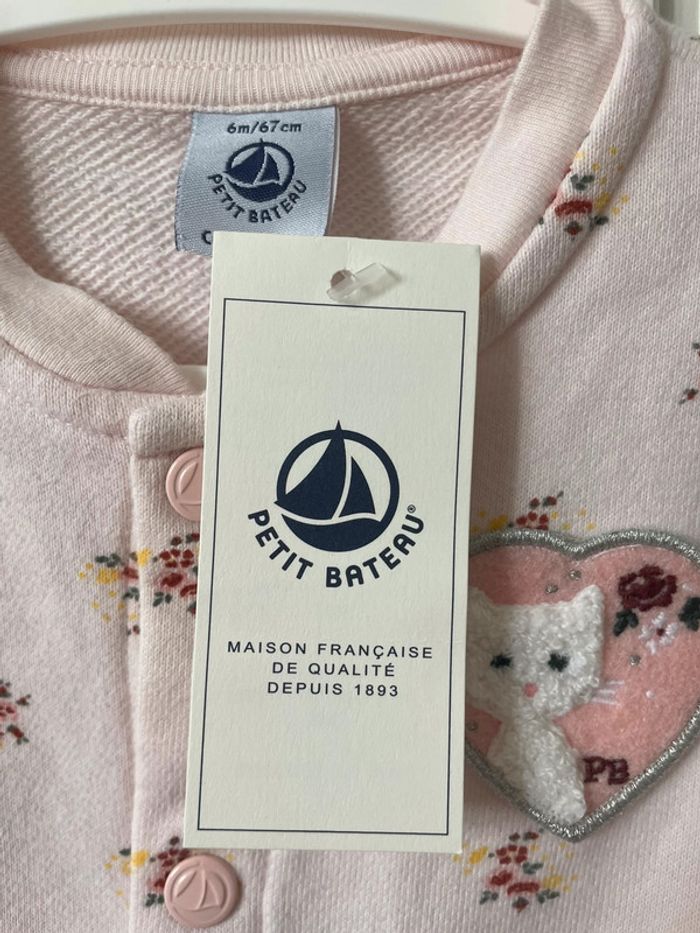 6m/67cm
PETIT BATEAU
PETIT BATEAU®
MAISON FRANÇAISE
DE QUALITÉ
DEPUIS 1893
PB